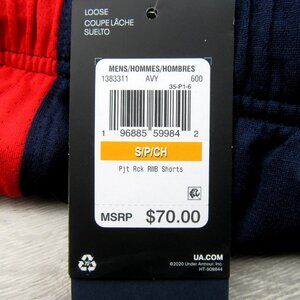 LOOSE
COUPE LÂCHE
SUELTO
MENS/HOMMES/HOMBRES
1383311 AVY 600
35-P1-6
1 96885 59984 2
S/P/CH
Pjt Rck RWB Shorts
MSRP $70.00
UA.COM
©2020 Under Armour, Inc.
HT-909844